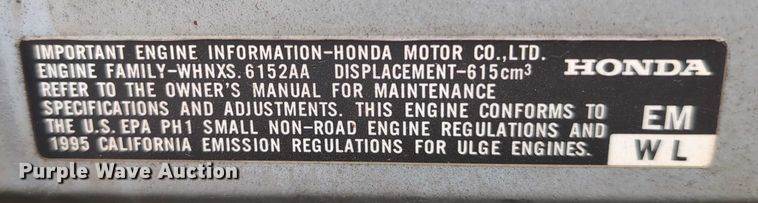 IMPORTANT ENGINE INFORMATION-HONDA MOTOR CO.,LTD.
ENGINE FAMILY-WHNXS.6152AA DISPLACEMENT-615cm³
HONDA
REFER TO THE OWNER'S MANUAL FOR MAINTENANCE
SPECIFICATIONS AND ADJUSTMENTS. THIS ENGINE CONFORMS TO
THE U.S. EPA PH1 SMALL NON-ROAD ENGINE REGULATIONS AND
1995 CALIFORNIA EMISSION REGULATIONS FOR ULGE ENGINES.
EM
WL
Purple Wave Auction